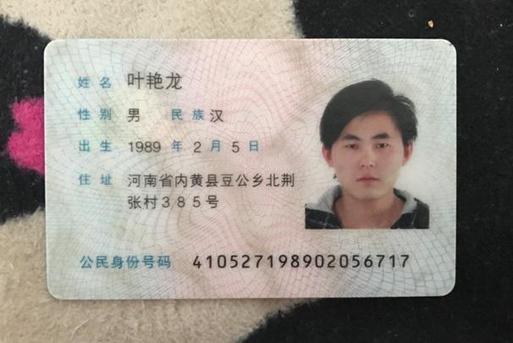 姓名 叶艳龙
性别 男 民族 汉
出生 1989 年 2 月 5 日
住址 河南省内黄县豆公乡北荆
张村385号
公民身份号码 410527198902056717